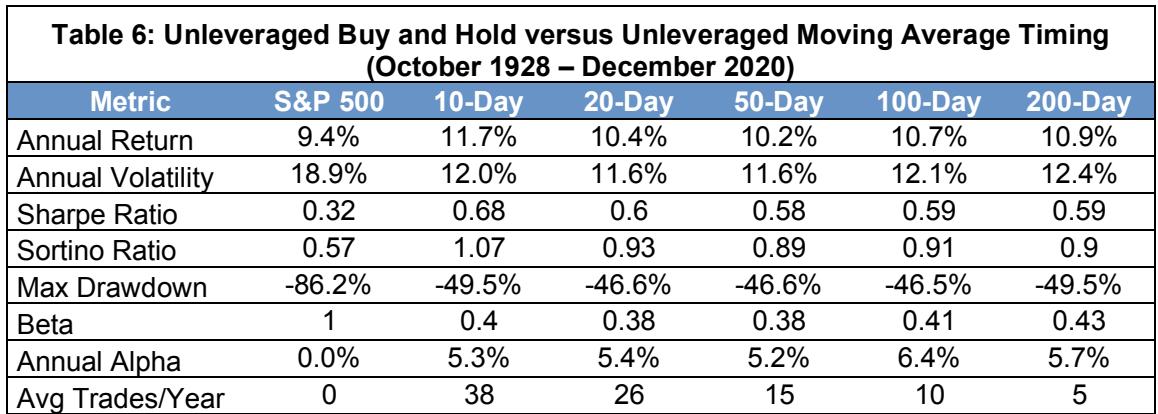 Table 6: Unleveraged Buy and Hold versus Unleveraged Moving Average Timing
(October 1928 – December 2020)
Metric S&P 500 10-Day 20-Day 50-Day 100-Day 200-Day
Annual Return 9.4% 11.7% 10.4% 10.2% 10.7% 10.9%
Annual Volatility 18.9% 12.0% 11.6% 11.6% 12.1% 12.4%
Sharpe Ratio 0.32 0.68 0.6 0.58 0.59 0.59
Sortino Ratio 0.57 1.07 0.93 0.89 0.91 0.9
Max Drawdown -86.2% -49.5% -46.6% -46.6% -46.5% -49.5%
Beta 1 0.4 0.38 0.38 0.41 0.43
Annual Alpha 0.0% 5.3% 5.4% 5.2% 6.4% 5.7%
Avg Trades/Year 0 38 26 15 10 5